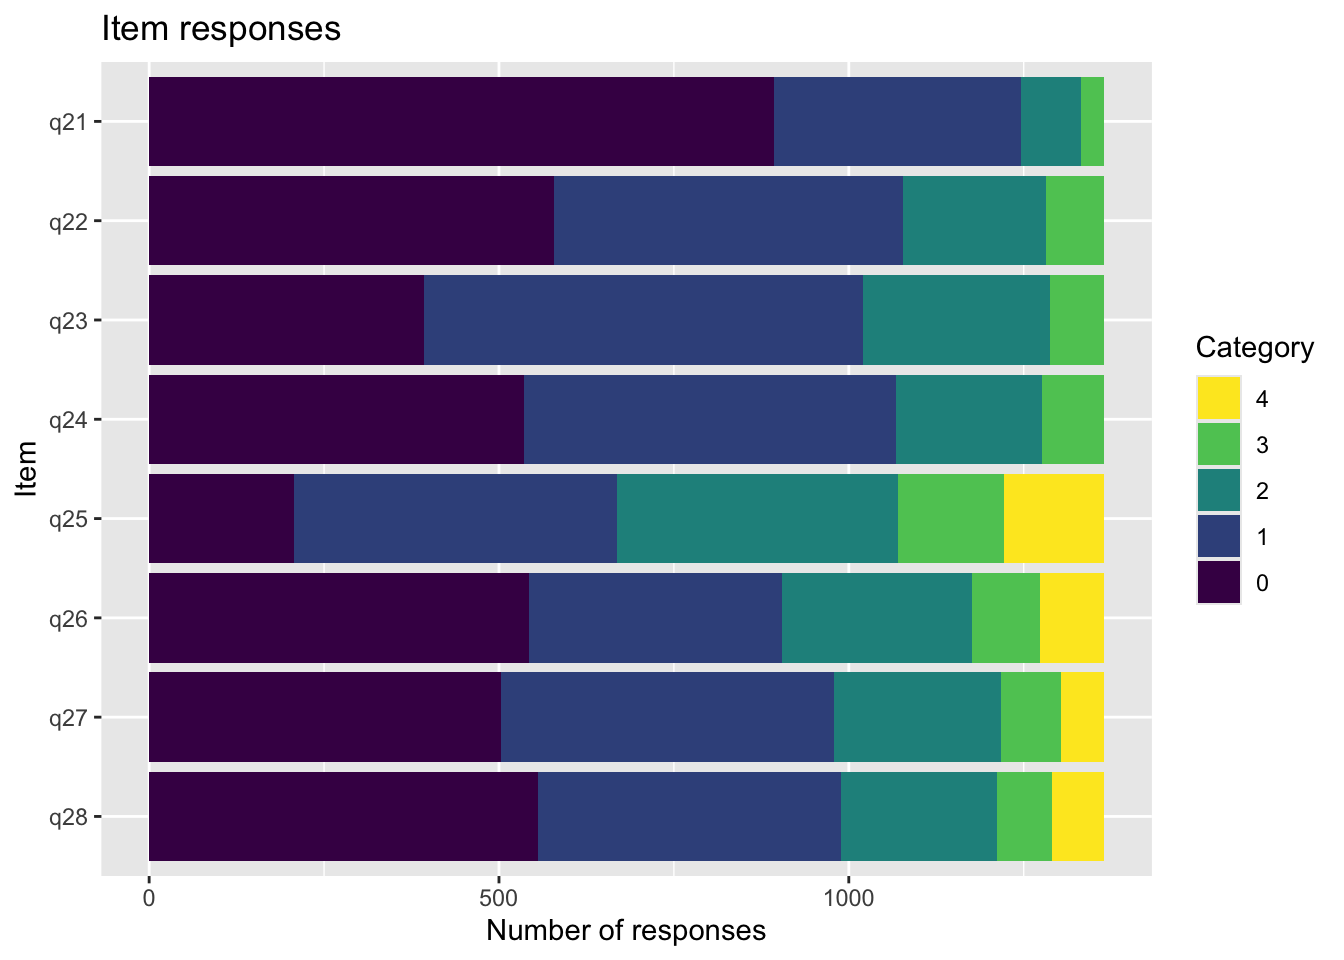 Item responses
q21
q22
q23
q24
q25
q26
q27
q28
Item
0
500
1000
Number of responses
Category
4
3
2
1
0